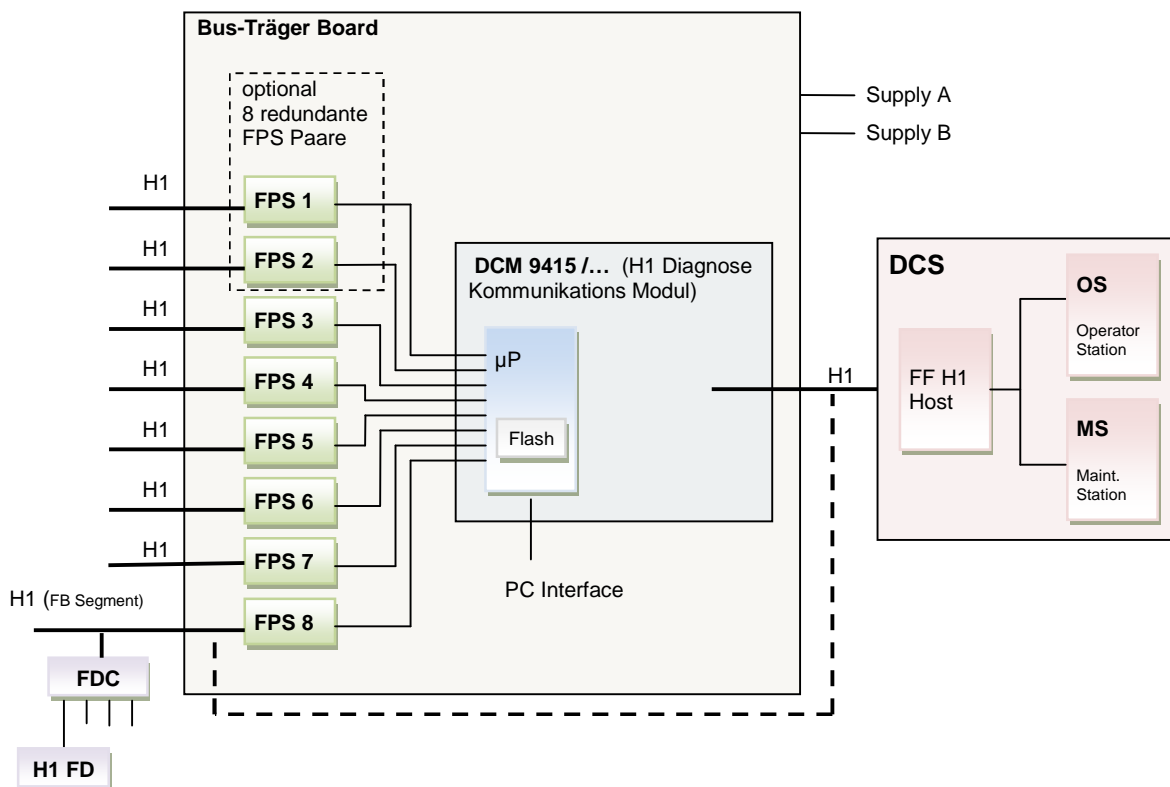 Bus-Träger Board
optional
8 redundante
FPS Paare
Supply A
Supply B
H1
FPS 1
H1
FPS 2
H1
FPS 3
H1
FPS 4
H1
FPS 5
H1
FPS 6
H1
FPS 7
H1 (FB Segment)
FPS 8
FDC
H1 FD
DCM 9415 /... (H1 Diagnose
Kommunikations Modul)
µP
Flash
PC Interface
H1
DCS
FF H1
Host
OS
Operator
Station
MS
Maint.
Station